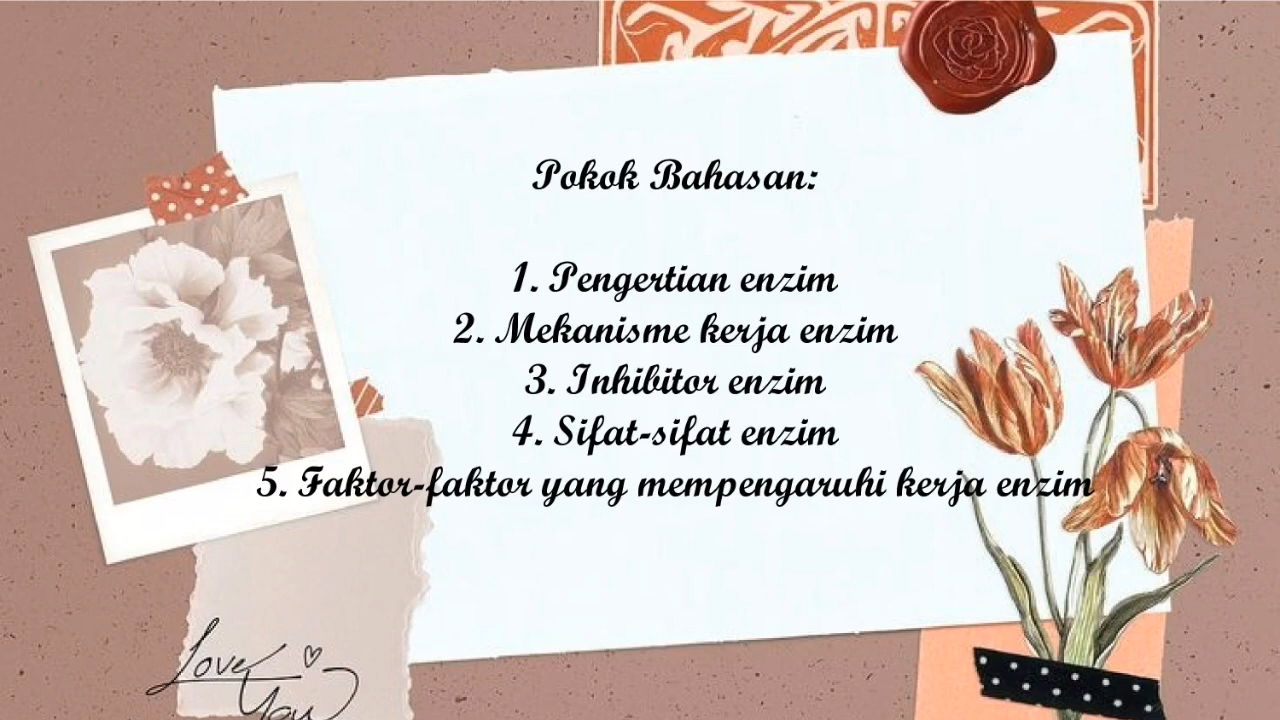 Pokok Bahasan:
1. Pengertian enzim
2. Mekanisme kerja enzim
3. Inhibitor enzim
4. Sifat-sifat enzim
5. Faktor-faktor yang mempengaruhi kerja enzim
Love
You